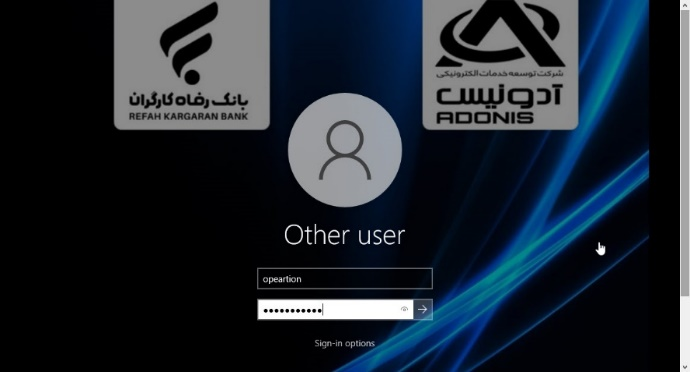 بانک رفاه کارگران
REFAH KARGARAN BANK
شرکت توسعه خدمات الکترونیکی
آدونیس
ADONIS
Other user
opeartion
Sign-in options